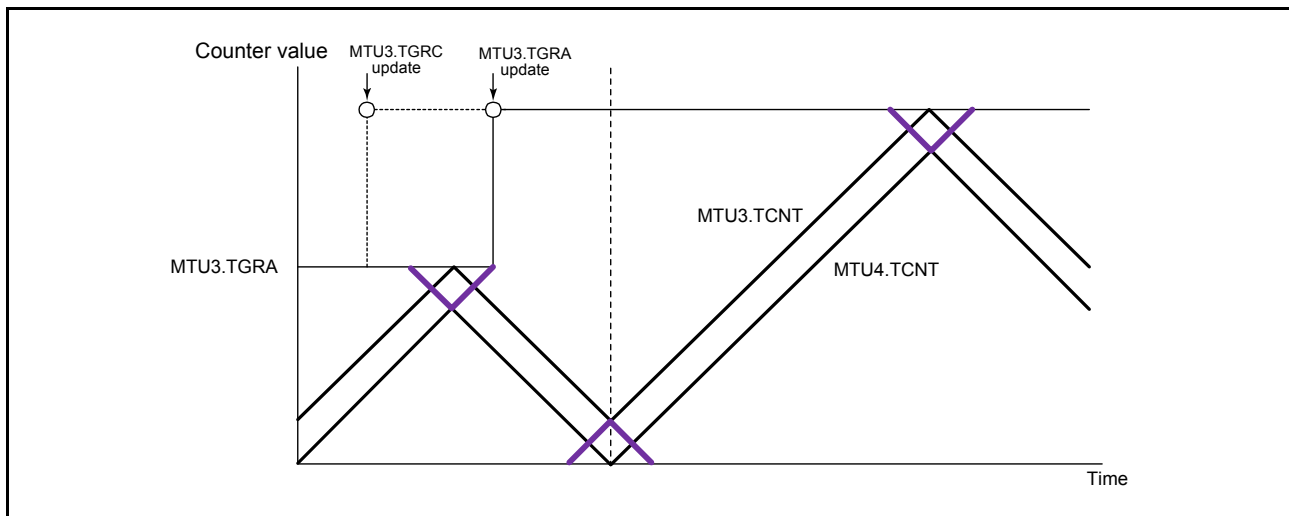 Counter value
MTU3.TGRC
update
MTU3.TGRA
update
MTU3.TCNT
MTU3.TGRA
MTU4.TCNT
Time